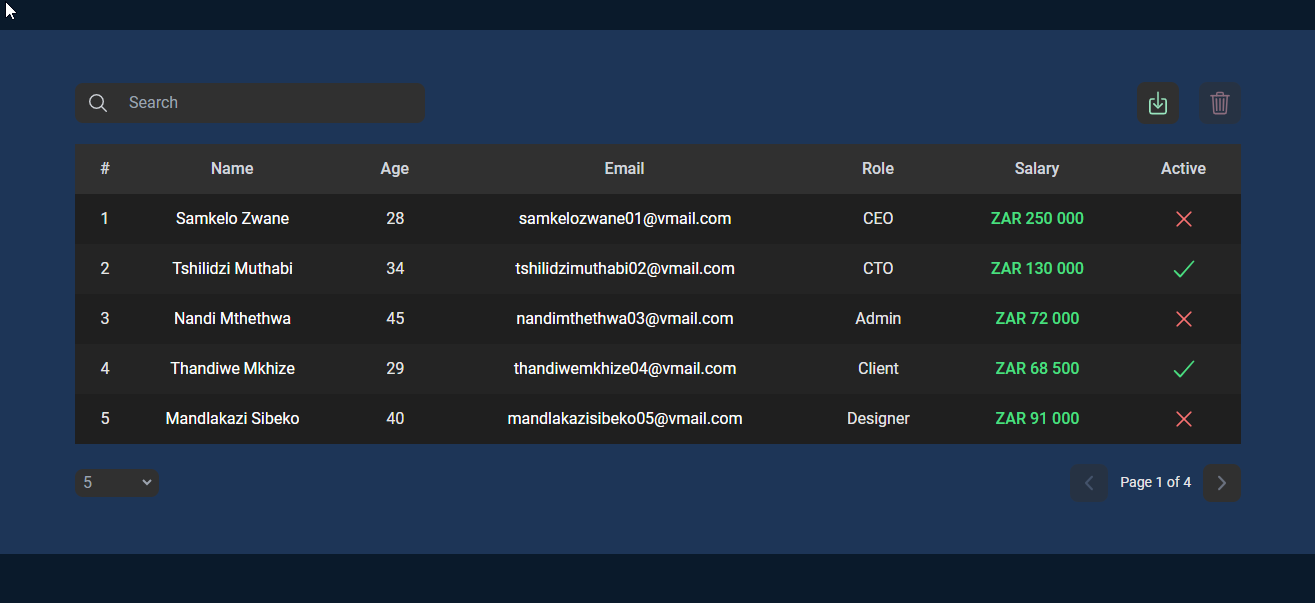 Search
# Name Age Email Role Salary Active
1 Samkelo Zwane 28 samkelozwane01@vmail.com CEO ZAR 250 000
2 Tshilidzi Muthabi 34 tshilidzimuthabi02@vmail.com CTO ZAR 130 000
3 Nandi Mthethwa 45 nandimthethwa03@vmail.com Admin ZAR 72 000
4 Thandiwe Mkhize 29 thandiwemkhize04@vmail.com Client ZAR 68 500
5 Mandlakazi Sibeko 40 mandlakazisibeko05@vmail.com Designer ZAR 91 000
5 Page 1 of 4